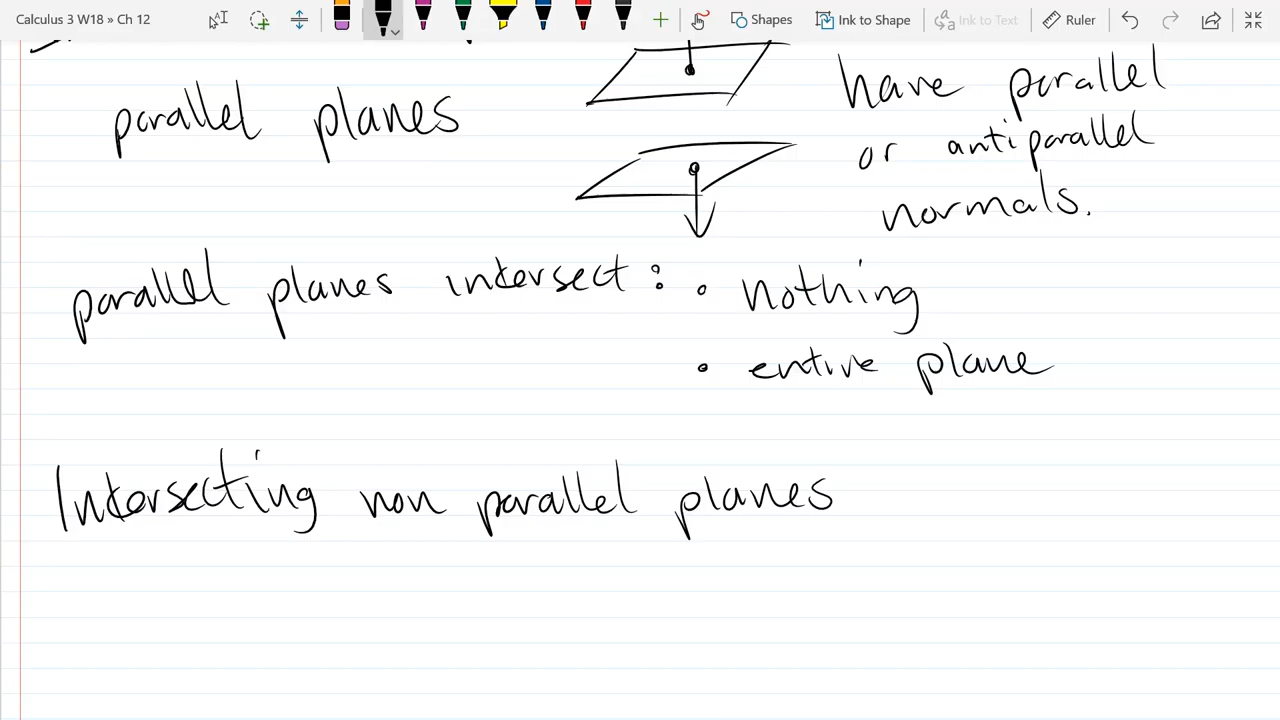 Calculus 3 W18 » Ch 12
Shapes
Ink to Shape
Ink to Text
Ruler
parallel planes
have parallel
or antiparallel
normals.
parallel planes intersect: • nothing
• entire plane
Intersecting non parallel planes